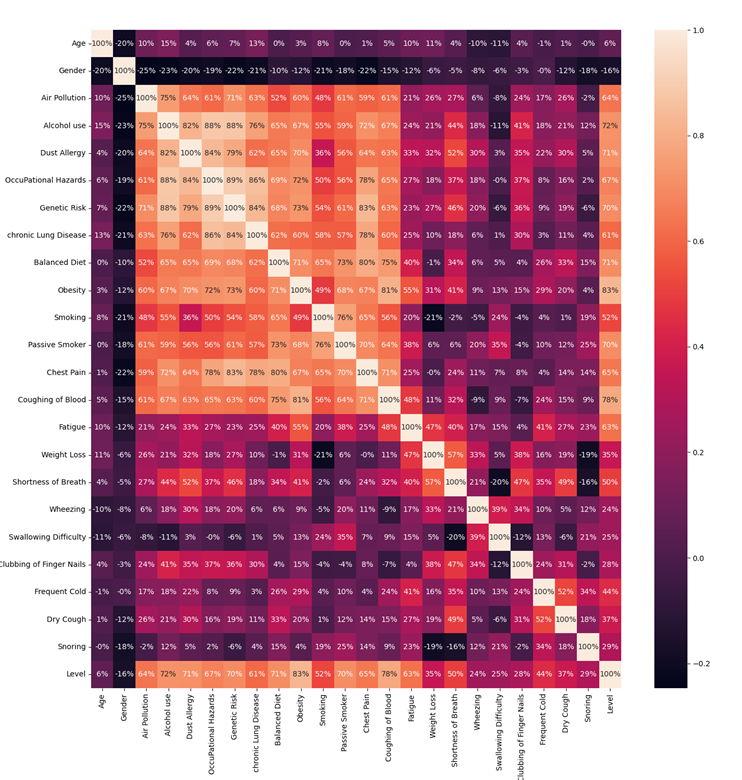 Age 100% -20% 10% 15% 4% 6% 7% 13% 0% 3% 8% 0% 1% 5% 10% 11% 4% -10% -11% 4% -1% 1% -0% 6%
Gender -20% 100% -25% -23% -20% -19% -22% -21% -10% -12% -21% -18% -22% -15% -12% -6% -5% -8% -6% -3% -0% -12% -18% -16%
Air Pollution 10% -25% 100% 75% 64% 61% 71% 63% 52% 60% 48% 61% 59% 61% 21% 26% 27% 6% -8% 24% 17% 26% -2% 64%
Alcohol use 15% -23% 75% 100% 82% 88% 88% 76% 65% 67% 55% 59% 72% 67% 24% 21% 44% 18% -11% 41% 18% 21% 12% 72%
Dust Allergy 4% -20% 64% 82% 100% 84% 79% 62% 65% 70% 36% 56% 64% 63% 33% 32% 52% 30% 3% 35% 22% 30% 5% 71%
OccuPational Hazards 6% -19% 61% 88% 84% 100% 89% 86% 69% 72% 50% 56% 78% 65% 27% 18% 37% 18% -0% 37% 8% 16% 2% 67%
Genetic Risk 7% -22% 71% 88% 79% 89% 100% 84% 68% 73% 54% 61% 83% 63% 23% 27% 46% 20% -6% 36% 9% 19% -6% 70%
chronic Lung Disease 13% -21% 63% 76% 62% 86% 84% 100% 62% 60% 58% 57% 78% 60% 25% 10% 18% 6% 1% 30% 3% 11% 4% 61%
Balanced Diet 0% -10% 52% 65% 65% 69% 68% 62% 100% 71% 65% 73% 80% 75% 40% -1% 34% 6% 5% 4% 26% 33% 15% 71%
Obesity 3% -12% 60% 67% 70% 72% 73% 60% 71% 100% 49% 68% 67% 81% 55% 31% 41% 9% 13% 15% 29% 20% 4% 83%
Smoking 8% -21% 48% 55% 36% 50% 54% 58% 65% 49% 100% 76% 65% 56% 20% -21% -2% -5% 24% -4% 4% 1% 19% 52%
Passive Smoker 0% -18% 61% 59% 56% 56% 61% 57% 73% 68% 76% 100% 70% 64% 38% 6% 6% 20% 35% -4% 10% 12% 25% 70%
Chest Pain 1% -22% 59% 72% 64% 78% 83% 78% 80% 67% 65% 70% 100% 71% 25% -0% 24% 11% 7% 8% 4% 14% 14% 65%
Coughing of Blood 5% -15% 61% 67% 63% 65% 63% 60% 75% 81% 56% 64% 71% 100% 48% 11% 32% -9% 9% -7% 24% 15% 9% 78%
Fatigue 10% -12% 21% 24% 33% 27% 23% 25% 40% 55% 20% 38% 25% 48% 100% 47% 40% 17% 15% 4% 41% 27% 23% 63%
Weight Loss 11% -6% 26% 21% 32% 18% 27% 10% -1% 31% -21% 6% -0% 11% 47% 100% 57% 33% 5% 38% 16% 19% -19% 35%
Shortness of Breath 4% -5% 27% 44% 52% 37% 46% 18% 34% 41% -2% 6% 24% 32% 40% 57% 100% 21% -20% 47% 35% 49% -16% 50%
Wheezing -10% -8% 6% 18% 30% 18% 20% 6% 6% 9% -5% 20% 11% -9% 17% 33% 21% 100% 39% 34% 10% 5% 12% 24%
Swallowing Difficulty -11% -6% -8% -11% 3% -0% -6% 1% 5% 13% 24% 35% 7% 9% 15% 5% -20% 39% 100% -12% 13% -6% 21% 25%
Clubbing of Finger Nails 4% -3% 24% 41% 35% 37% 36% 30% 4% 15% -4% -4% 8% -7% 4% 38% 47% 34% -12% 100% 24% 31% -2% 28%
Frequent Cold -1% -0% 17% 18% 22% 8% 9% 3% 26% 29% 4% 10% 4% 24% 41% 16% 35% 10% 13% 24% 100% 52% 34% 44%
Dry Cough 1% -12% 26% 21% 30% 16% 19% 11% 33% 20% 1% 12% 14% 15% 27% 19% 49% 5% -6% 31% 52% 100% 18% 37%
Snoring -0% -18% -2% 12% 5% 2% -6% 4% 15% 4% 19% 25% 14% 9% 23% -19% -16% 12% 21% -2% 34% 18% 100% 29%
Level 6% -16% 64% 72% 71% 67% 70% 61% 71% 83% 52% 70% 65% 78% 63% 35% 50% 24% 25% 28% 44% 37% 29% 100%
Age
Gender
Air Pollution
Alcohol use
Dust Allergy
OccuPational Hazards
Genetic Risk
chronic Lung Disease
Balanced Diet
Obesity
Smoking
Passive Smoker
Chest Pain
Coughing of Blood
Fatigue
Weight Loss
Shortness of Breath
Wheezing
Swallowing Difficulty
Clubbing of Finger Nails
Frequent Cold
Dry Cough
Snoring
Level
1.0
0.8
0.6
0.4
0.2
0.0
−0.2